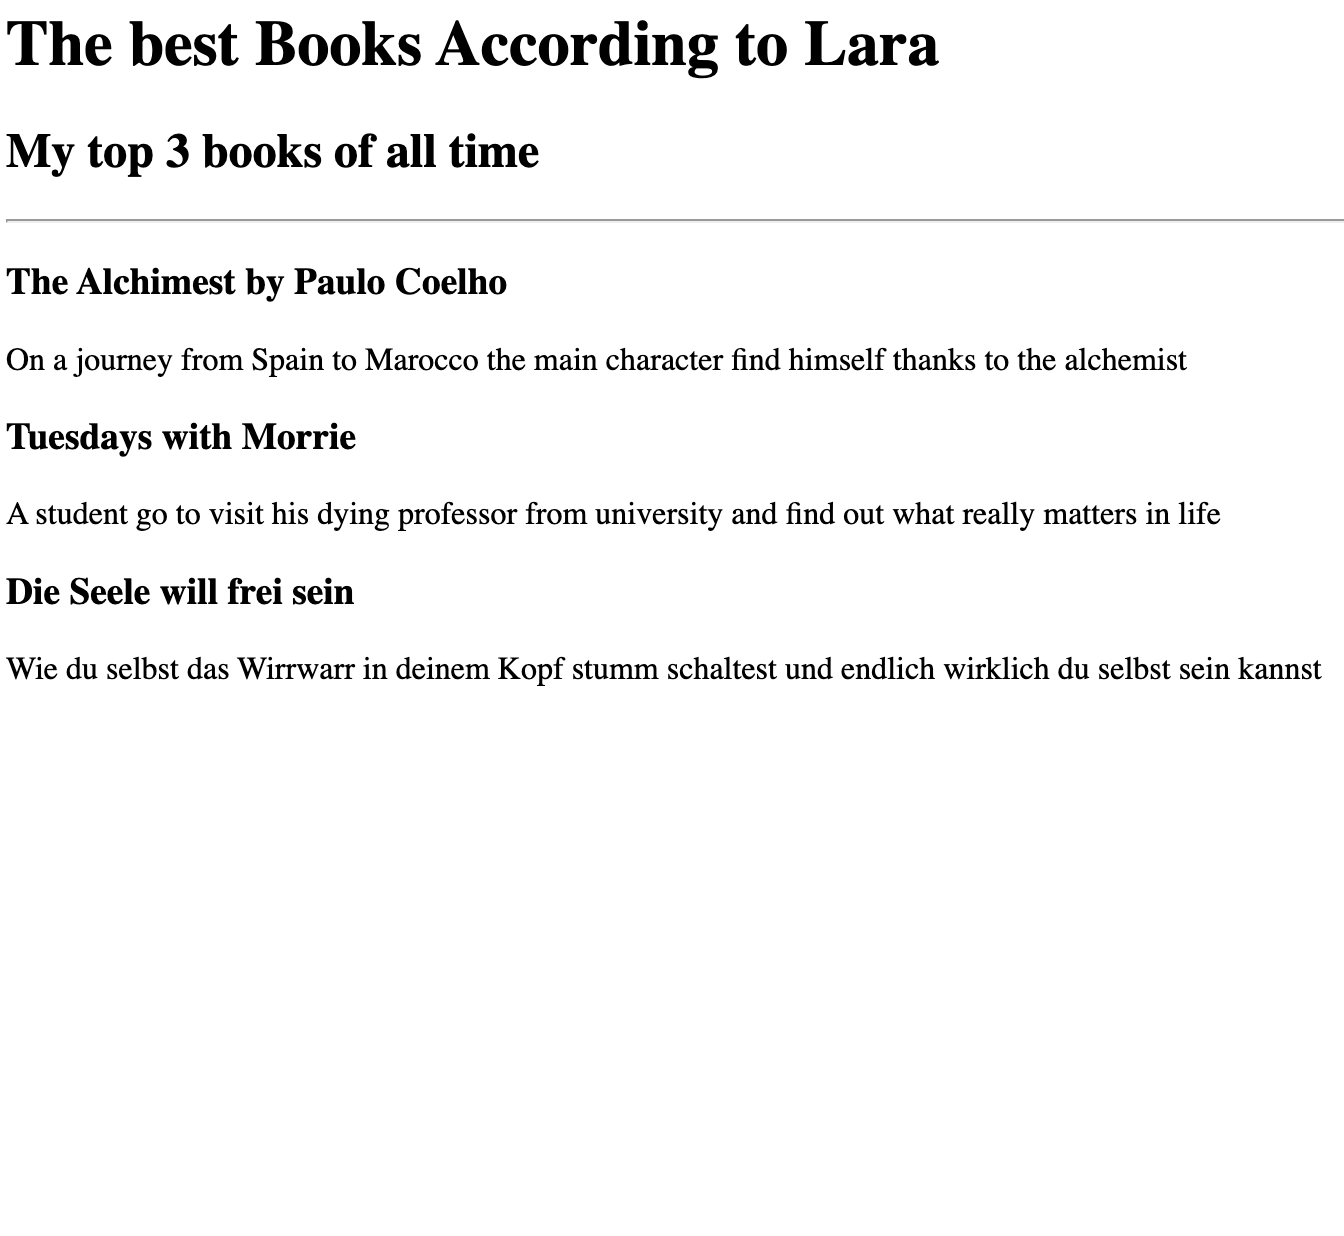 The best Books According to Lara
My top 3 books of all time
The Alchimest by Paulo Coelho
On a journey from Spain to Marocco the main character find himself thanks to the alchemist
Tuesdays with Morrie
A student go to visit his dying professor from university and find out what really matters in life
Die Seele will frei sein
Wie du selbst das Wirrwarr in deinem Kopf stumm schaltest und endlich wirklich du selbst sein kannst